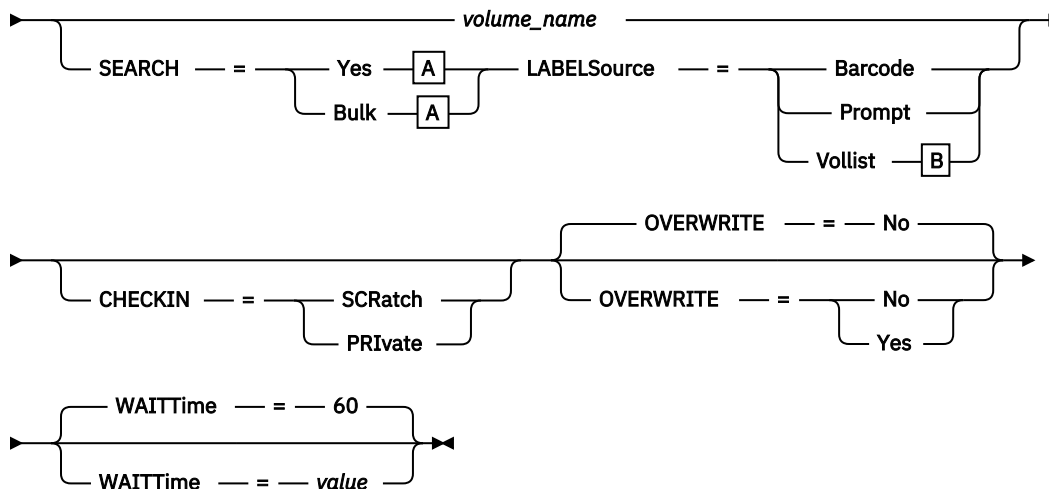 volume_name
SEARCH = Yes A LABELSource = Barcode
Bulk A Prompt
Vollist B
OVERWRITE = No
CHECKIN = SCRatch OVERWRITE = No
PRIvate Yes
WAITTime = 60
WAITTime = value